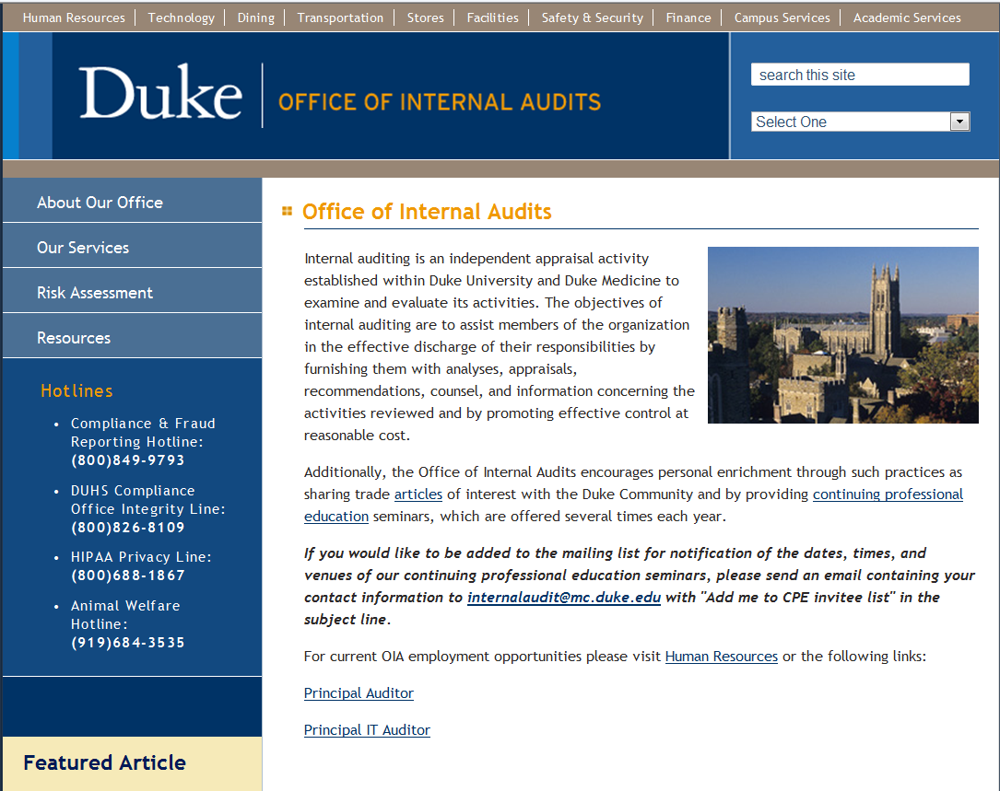 Human Resources
Technology
Dining
Transportation
Stores
Facilities
Safety & Security
Finance
Campus Services
Academic Services
Duke
OFFICE OF INTERNAL AUDITS
search this site
Select One
About Our Office
Our Services
Risk Assessment
Resources
Hotlines
• Compliance & Fraud
Reporting Hotline:
(800)849-9793
• DUHS Compliance
Office Integrity Line:
(800)826-8109
• HIPAA Privacy Line:
(800)688-1867
• Animal Welfare
Hotline:
(919)684-3535
Featured Article
Office of Internal Audits
Internal auditing is an independent appraisal activity
established within Duke University and Duke Medicine to
examine and evaluate its activities. The objectives of
internal auditing are to assist members of the organization
in the effective discharge of their responsibilities by
furnishing them with analyses, appraisals,
recommendations, counsel, and information concerning the
activities reviewed and by promoting effective control at
reasonable cost.
Additionally, the Office of Internal Audits encourages personal enrichment through such practices as
sharing trade articles of interest with the Duke Community and by providing continuing professional
education seminars, which are offered several times each year.
If you would like to be added to the mailing list for notification of the dates, times, and
venues of our continuing professional education seminars, please send an email containing your
contact information to internalaudit@mc.duke.edu with "Add me to CPE invitee list" in the
subject line.
For current OIA employment opportunities please visit Human Resources or the following links:
Principal Auditor
Principal IT Auditor